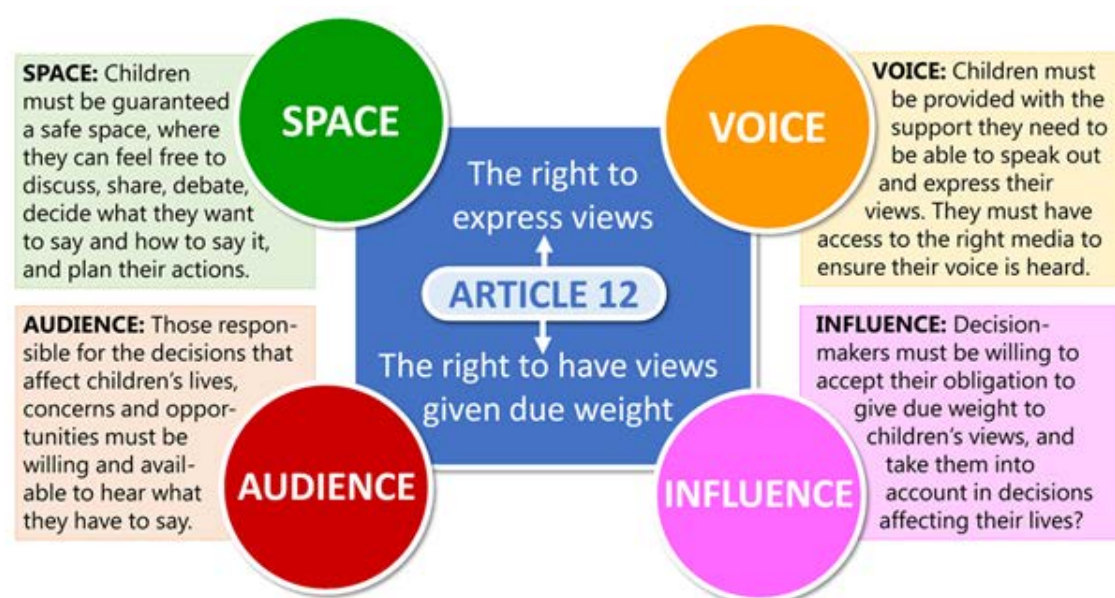 SPACE: Children
must be guaranteed
a safe space, where
they can feel free to
discuss, share, debate,
decide what they want
to say and how to say it,
and plan their actions.
SPACE
The right to
express views
VOICE
VOICE: Children must
be provided with the
support they need to
be able to speak out
and express their
views. They must have
access to the right media to
ensure their voice is heard.
ARTICLE 12
AUDIENCE: Those respon-
sible for the decisions that
affect children’s lives,
concerns and oppor-
tunities must be
willing and avail-
able to hear what
they have to say.
AUDIENCE
The right to have views
given due weight
INFLUENCE
INFLUENCE: Decision-
makers must be willing to
accept their obligation to
give due weight to
children’s views, and
take them into
account in decisions
affecting their lives?